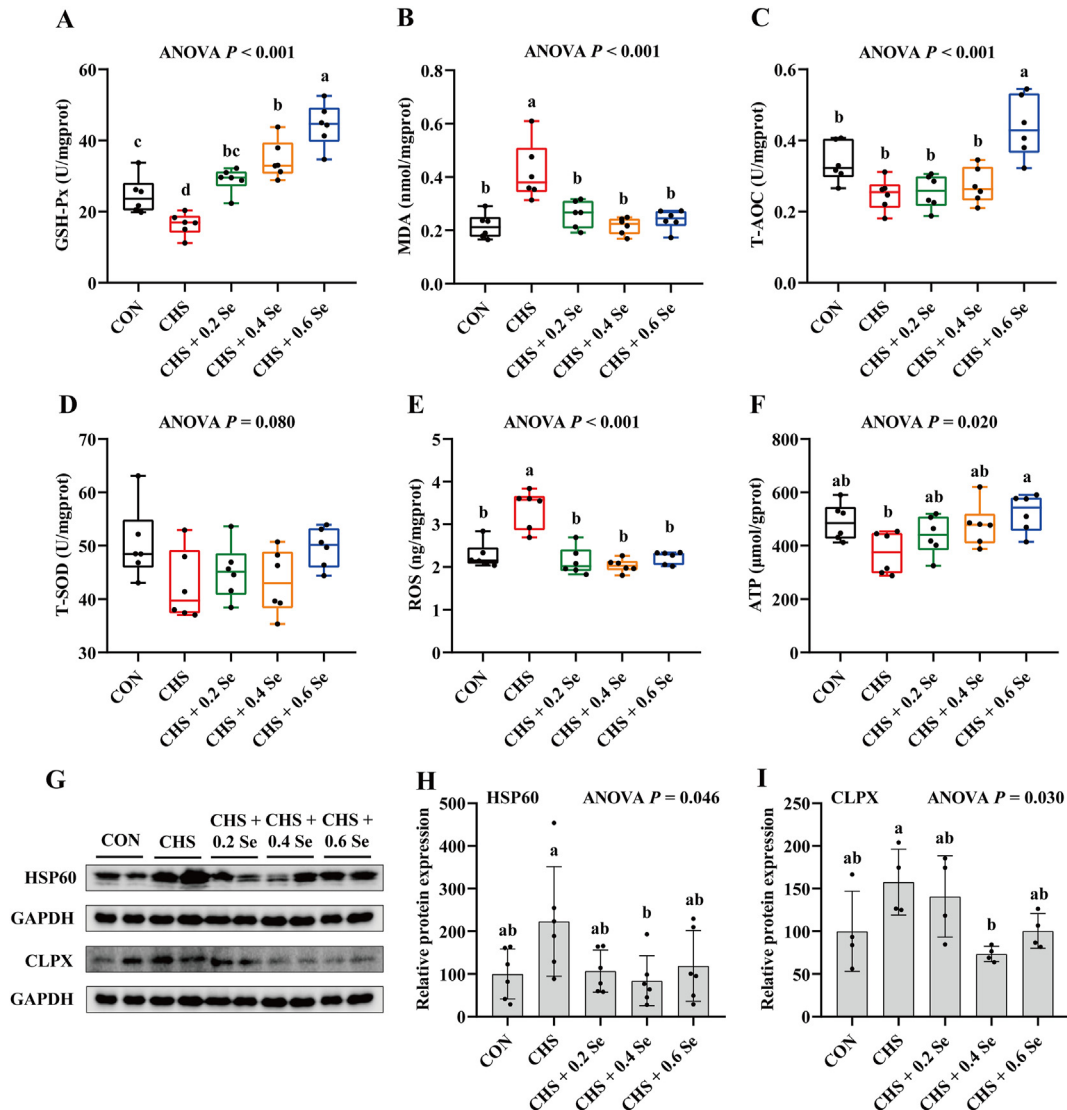 A
ANOVA P < 0.001
GSH-Px (U/mgprot)
60
40
20
0
c
d
bc
b
a
CON
CHS
CHS + 0.2 Se
CHS + 0.4 Se
CHS + 0.6 Se
B
ANOVA P < 0.001
MDA (nmol/mgprot)
0.8
0.6
0.4
0.2
0.0
b
a
b
b
b
CON
CHS
CHS + 0.2 Se
CHS + 0.4 Se
CHS + 0.6 Se
C
ANOVA P < 0.001
T-AOC (U/mgprot)
0.6
0.4
0.2
0.0
b
b
b
b
a
CON
CHS
CHS + 0.2 Se
CHS + 0.4 Se
CHS + 0.6 Se
D
ANOVA P = 0.080
T-SOD (U/mgprot)
70
60
50
40
30
CON
CHS
CHS + 0.2 Se
CHS + 0.4 Se
CHS + 0.6 Se
E
ANOVA P < 0.001
ROS (ng/mgprot)
5
4
3
2
1
0
b
a
b
b
b
CON
CHS
CHS + 0.2 Se
CHS + 0.4 Se
CHS + 0.6 Se
F
ANOVA P = 0.020
ATP (μmol/gprot)
800
600
400
200
0
ab
b
ab
ab
a
CON
CHS
CHS + 0.2 Se
CHS + 0.4 Se
CHS + 0.6 Se
G
CON
CHS
CHS +
0.2 Se
CHS +
0.4 Se
CHS +
0.6 Se
HSP60
GAPDH
CLPX
GAPDH
H
HSP60
ANOVA P = 0.046
Relative protein expression
500
400
300
200
100
0
ab
a
ab
b
ab
CON
CHS
CHS + 0.2 Se
CHS + 0.4 Se
CHS + 0.6 Se
I
CLPX
ANOVA P = 0.030
Relative protein expression
250
200
150
100
50
0
ab
a
ab
b
ab
CON
CHS
CHS + 0.2 Se
CHS + 0.4 Se
CHS + 0.6 Se